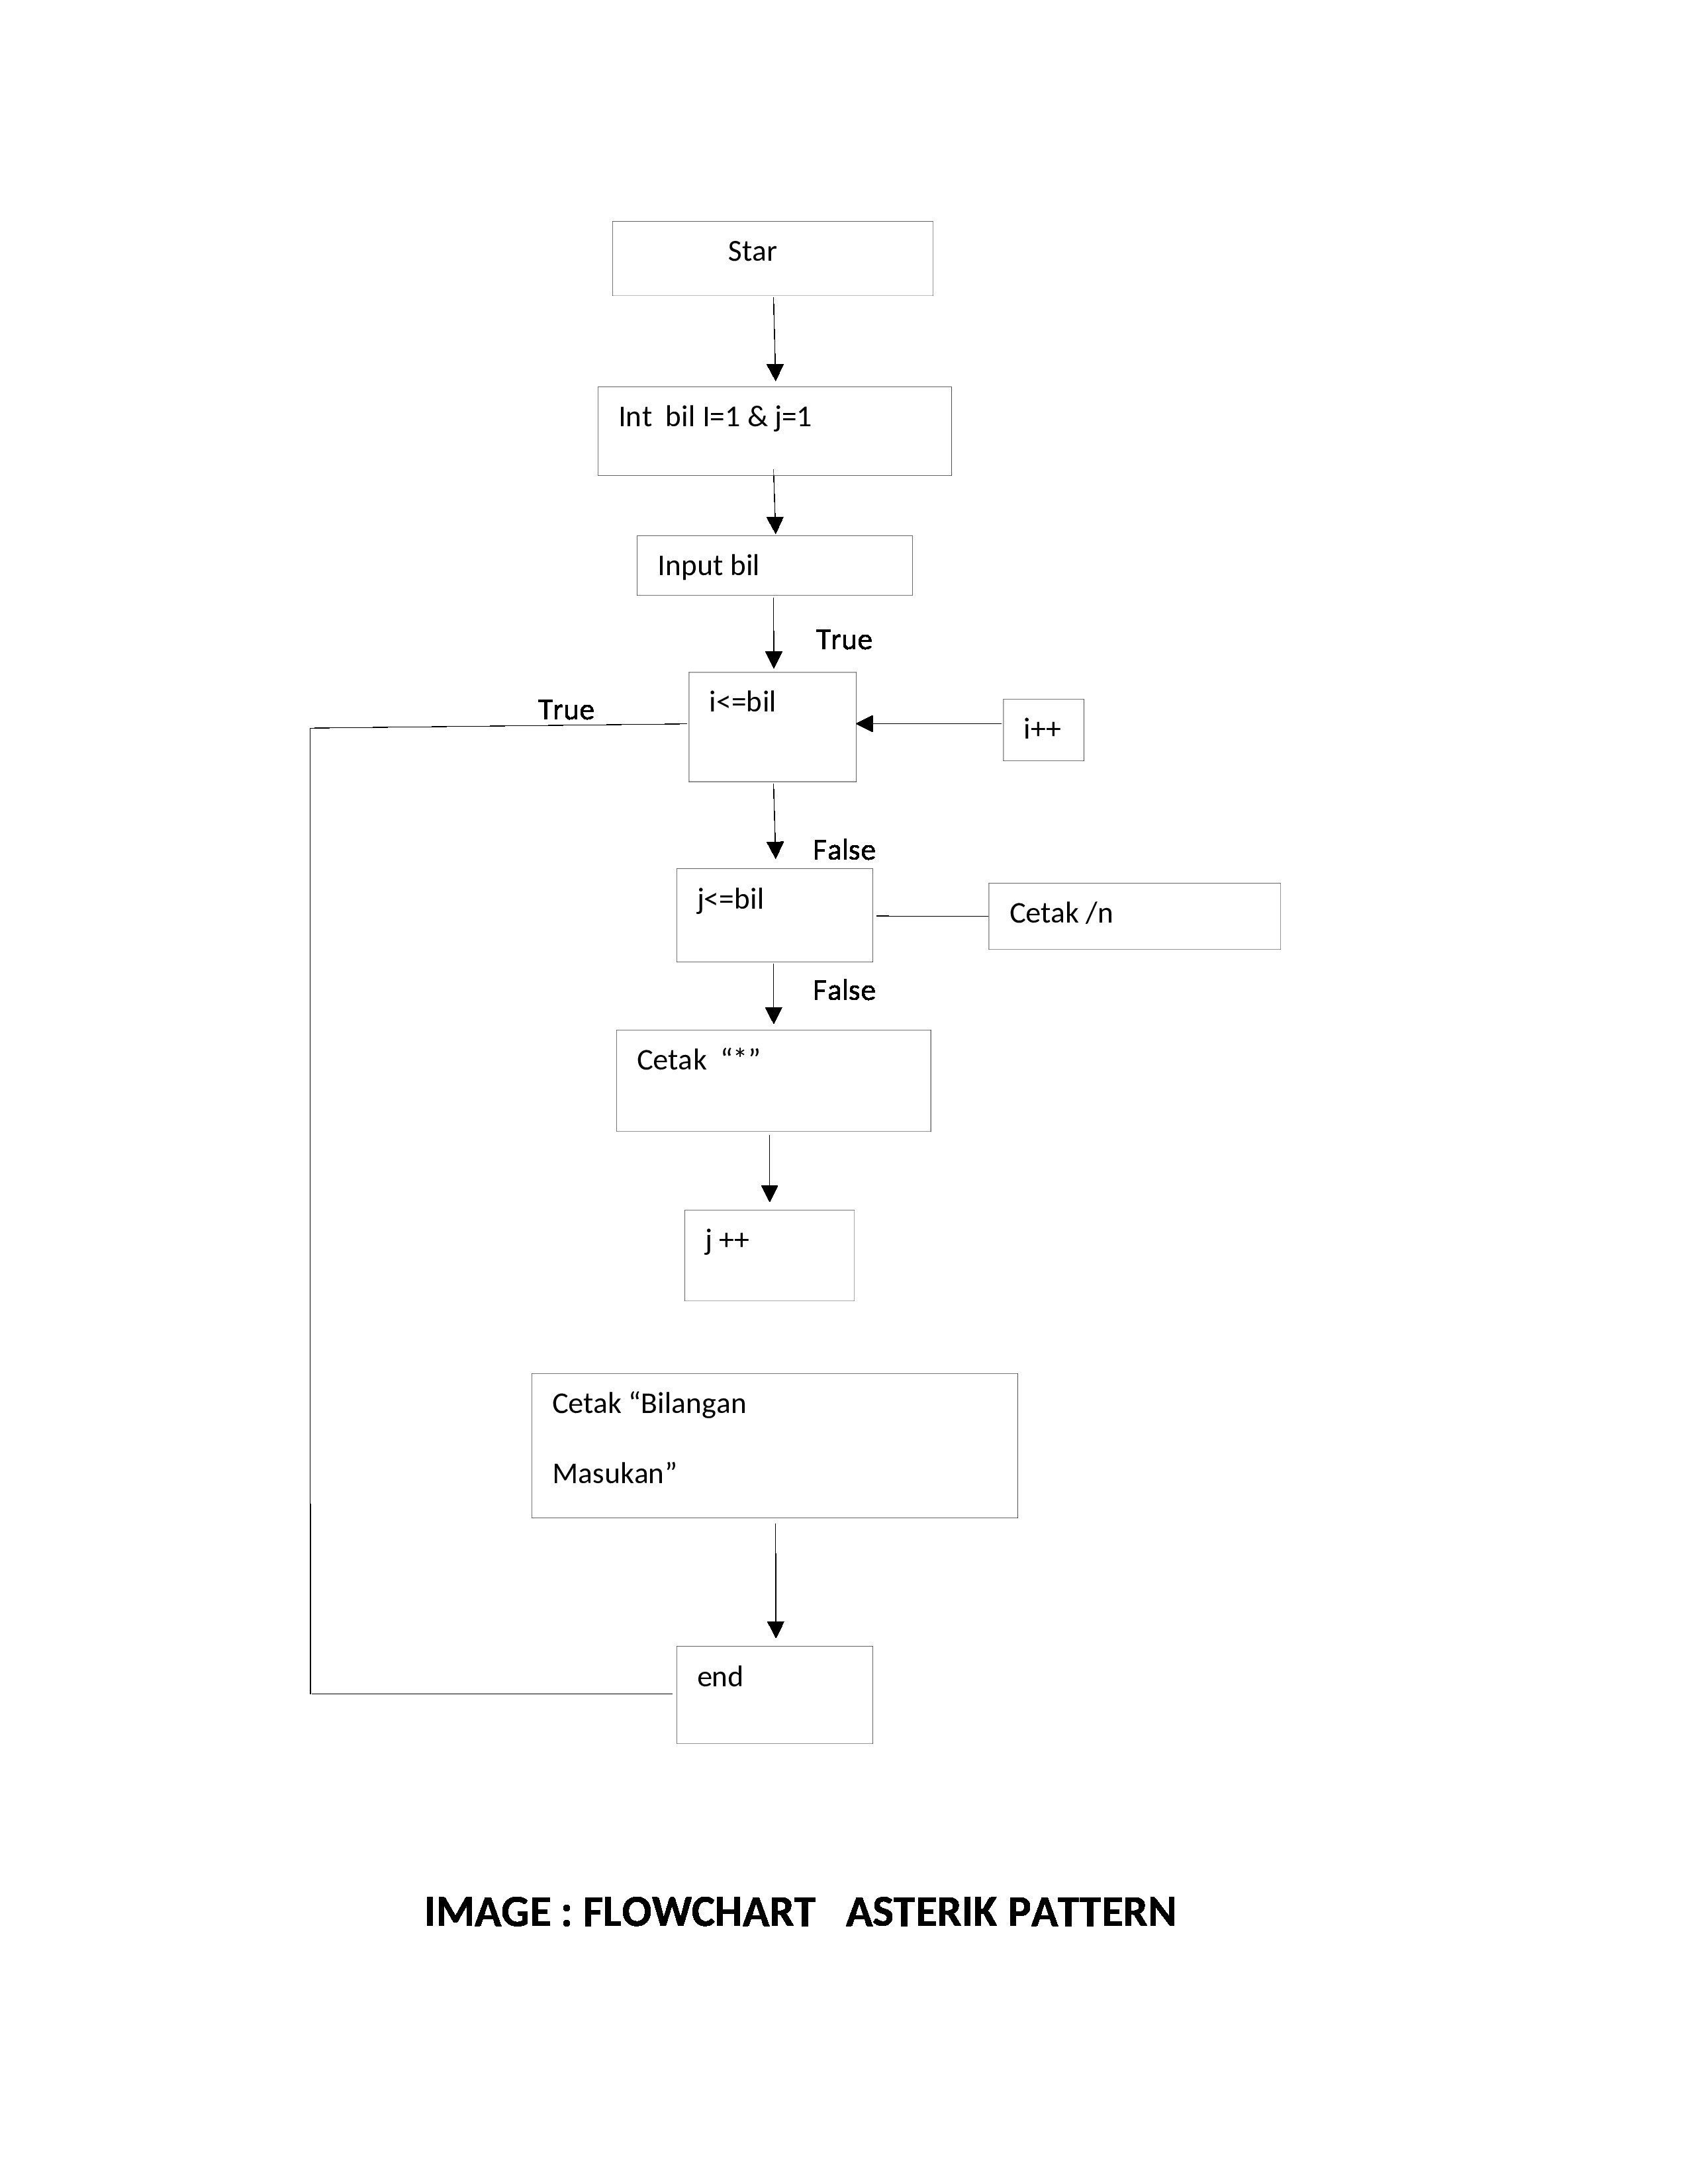 Star
Int  bil I=1 & j=1
Input bil
True
True
i<=bil
i++
False
j<=bil
Cetak /n
False
Cetak  “*”
j ++
Cetak “Bilangan
Masukan”
end
IMAGE : FLOWCHART   ASTERIK PATTERN